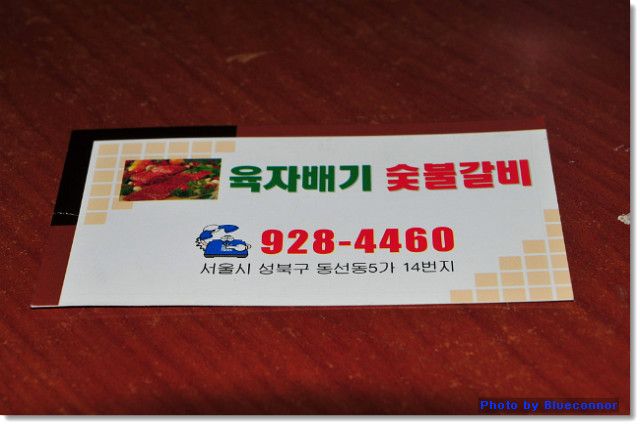 육자배기 숯불갈비
928-4460
서울시 성북구 동선동5가 14번지
Photo by Blueconnor